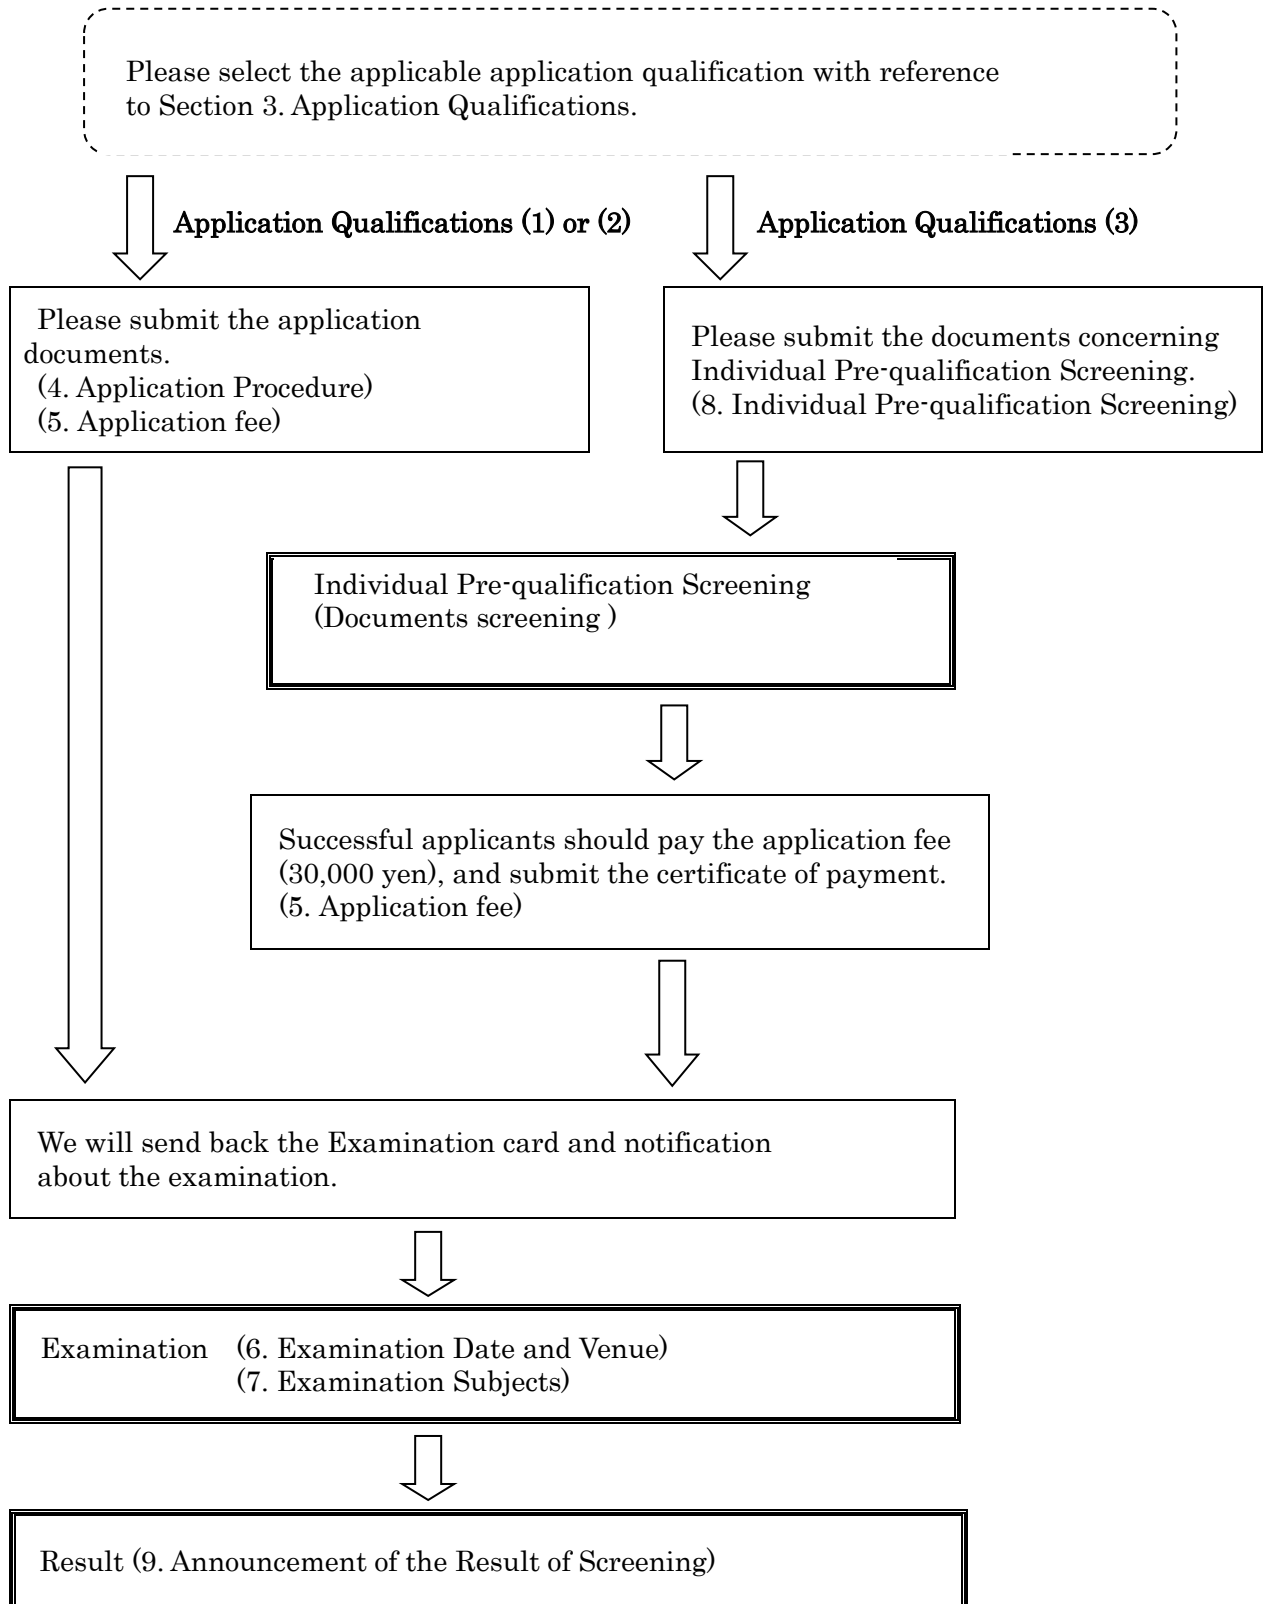 Please select the applicable application qualification with reference
to Section 3. Application Qualifications.
Application Qualifications (1) or (2)
Application Qualifications (3)
Please submit the application
documents.
(4. Application Procedure)
(5. Application fee)
Please submit the documents concerning
Individual Pre-qualification Screening.
(8. Individual Pre-qualification Screening)
Individual Pre-qualification Screening
(Documents screening )
Successful applicants should pay the application fee
(30,000 yen), and submit the certificate of payment.
(5. Application fee)
We will send back the Examination card and notification
about the examination.
Examination (6. Examination Date and Venue)
(7. Examination Subjects)
Result (9. Announcement of the Result of Screening)